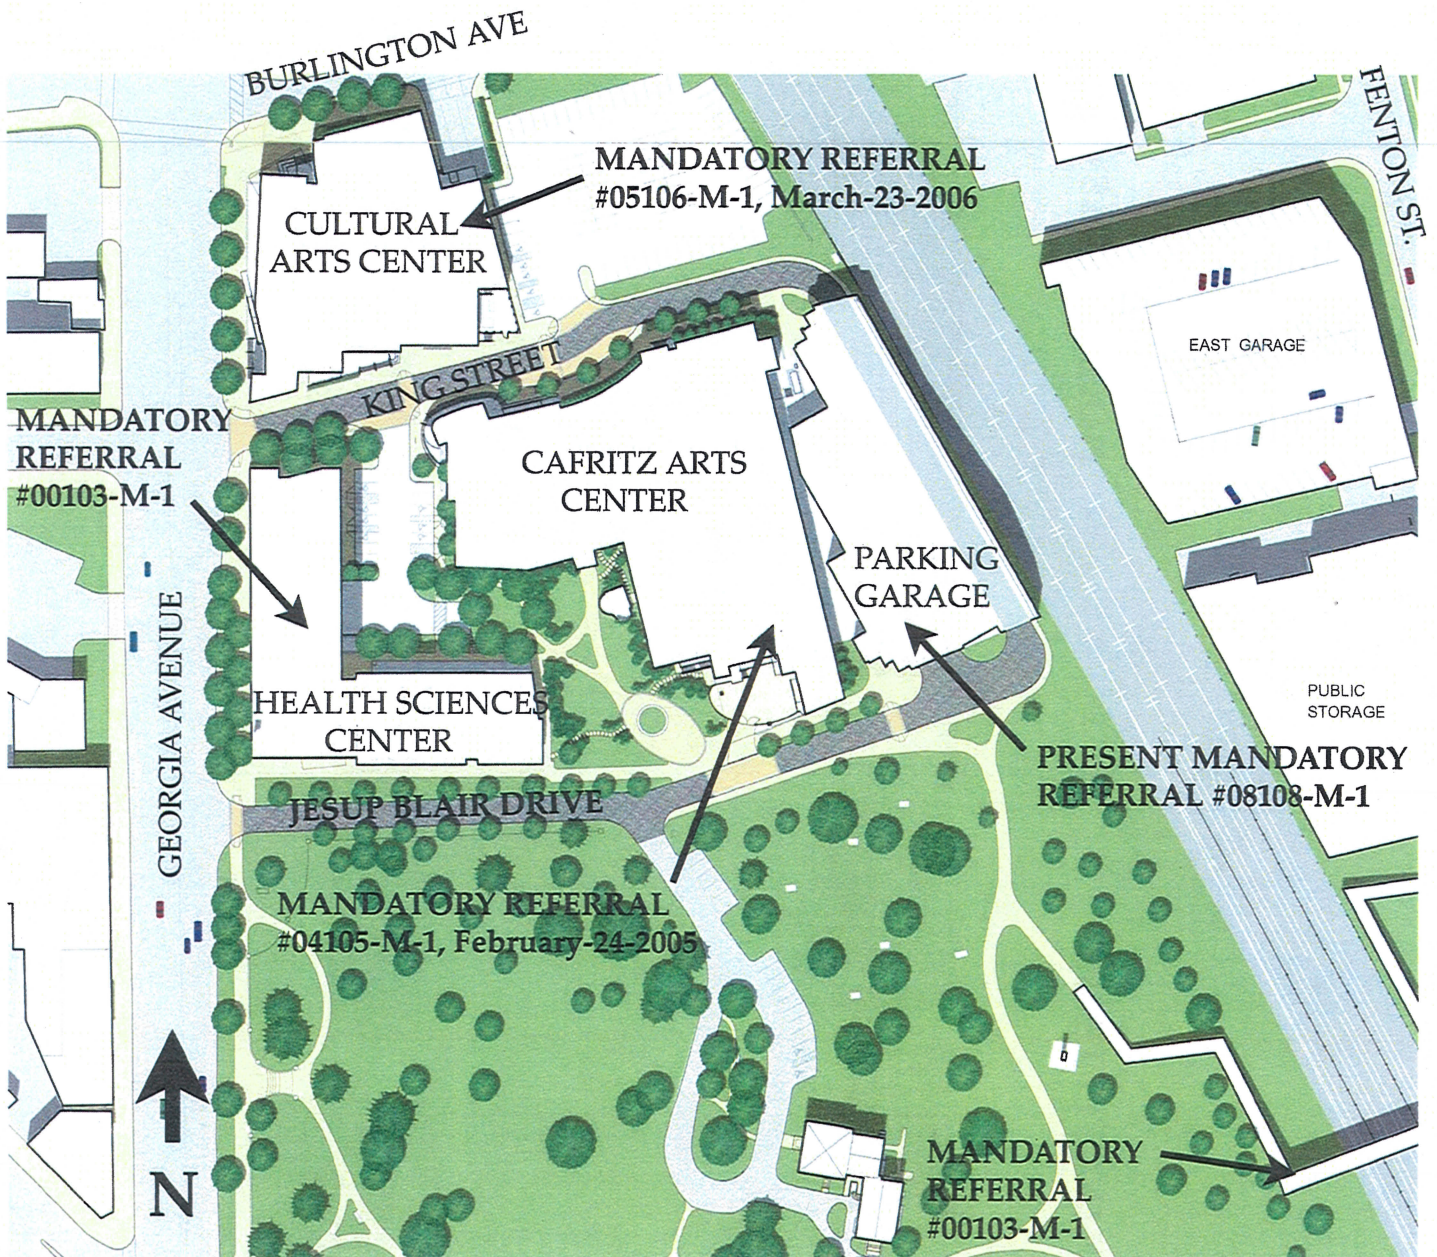 BURLINGTON AVE
FENTON ST.
MANDATORY REFERRAL
#05106-M-1, March-23-2006
CULTURAL
ARTS CENTER
EAST GARAGE
KING STREET
MANDATORY
REFERRAL
#00103-M-1
CAFRITZ ARTS
CENTER
PARKING
GARAGE
GEORGIA AVENUE
HEALTH SCIENCES
CENTER
PUBLIC
STORAGE
PRESENT MANDATORY
REFERRAL #08108-M-1
JESUP BLAIR DRIVE
MANDATORY REFERRAL
#04105-M-1, February-24-2005
N
MANDATORY
REFERRAL
#00103-M-1